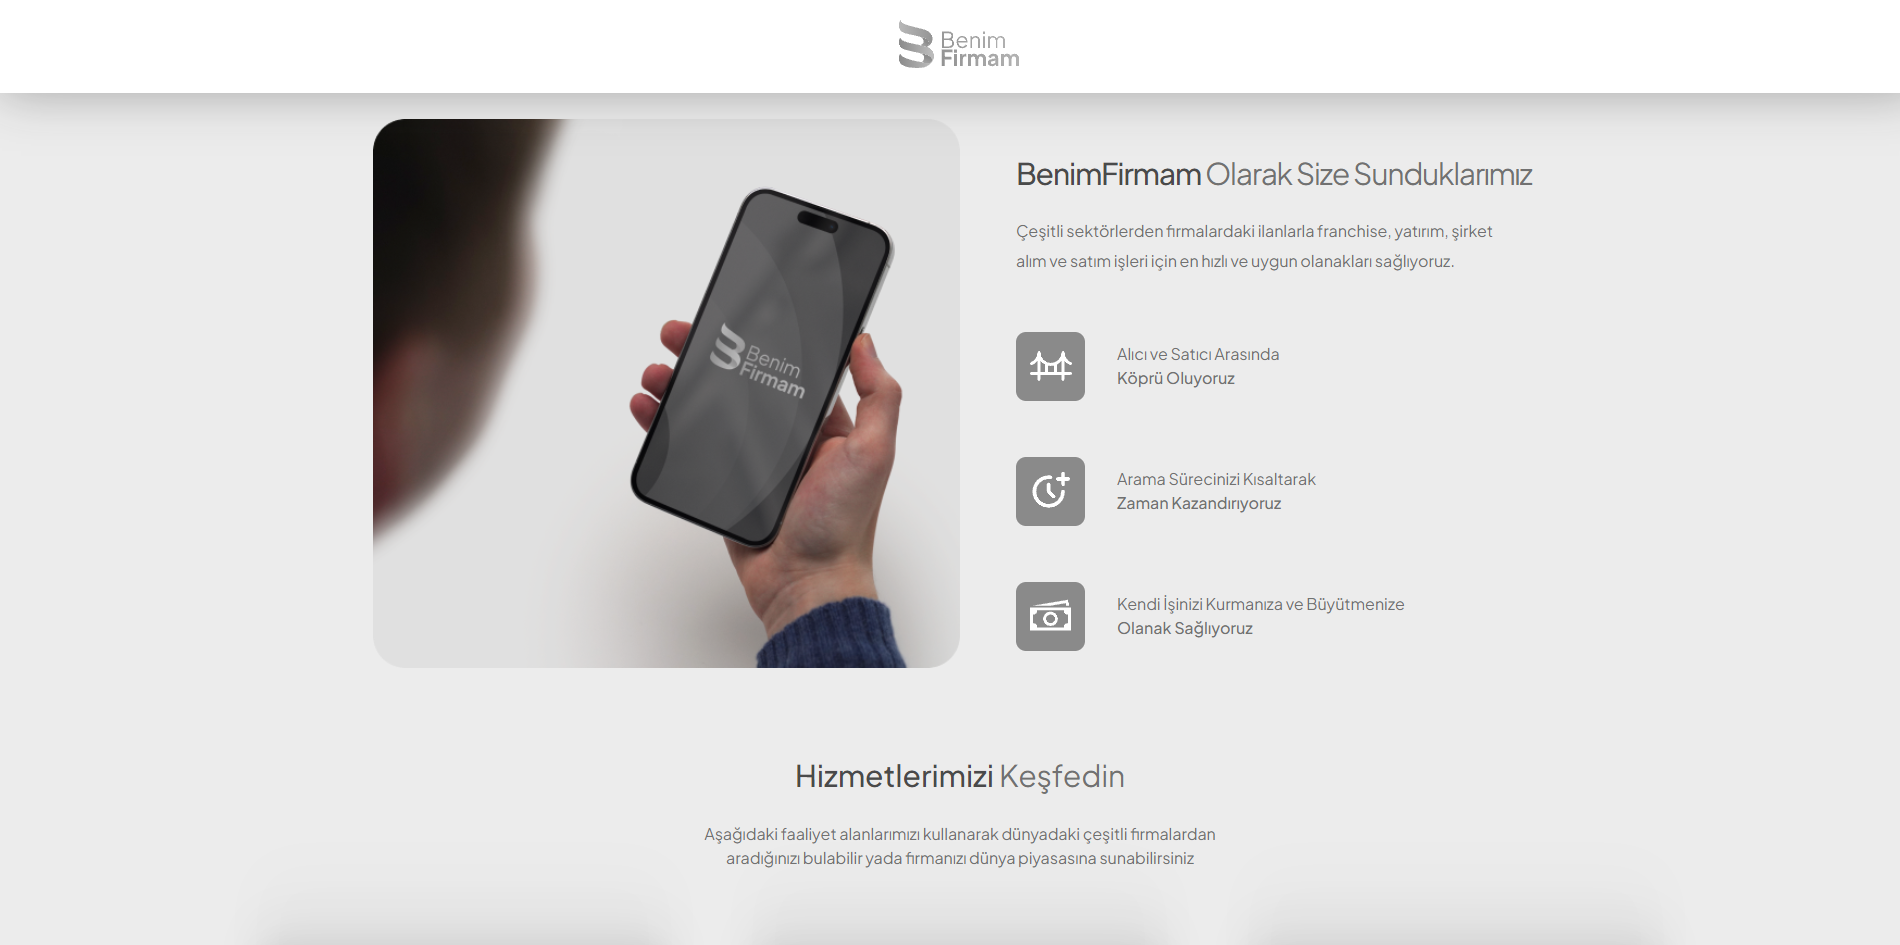 Benim
Firmam
BenimFirmam Olarak Size Sunduklarımız
Çeşitli sektörlerden firmalardaki ilanlarla franchise, yatırım, şirket
alım ve satım işleri için en hızlı ve uygun olanakları sağlıyoruz.
Benim
Firmam
Alıcı ve Satıcı Arasında
Köprü Oluyoruz
Arama Sürecinizi Kısaltarak
Zaman Kazandırıyoruz
Kendi İşinizi Kurmanıza ve Büyütmenize
Olanak Sağlıyoruz
Hizmetlerimizi Keşfedin
Aşağıdaki faaliyet alanlarımızı kullanarak dünyadaki çeşitli firmalardan
aradığınızı bulabilir yada firmanızı dünya piyasasına sunabilirsiniz